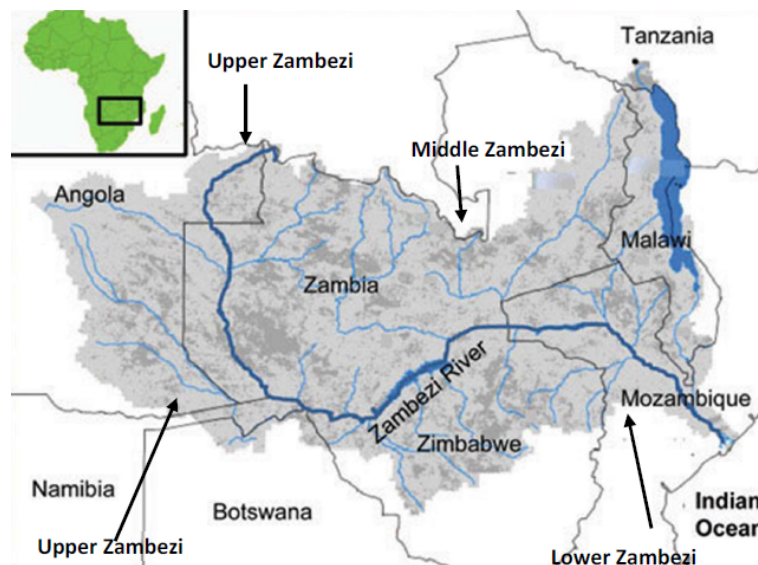 Tanzania
Upper Zambezi
Middle Zambezi
Angola
Malawi
Zambia
Zambezi River
Mozambique
Zimbabwe
Namibia
Botswana
Indian
Ocean
Upper Zambezi
Lower Zambezi